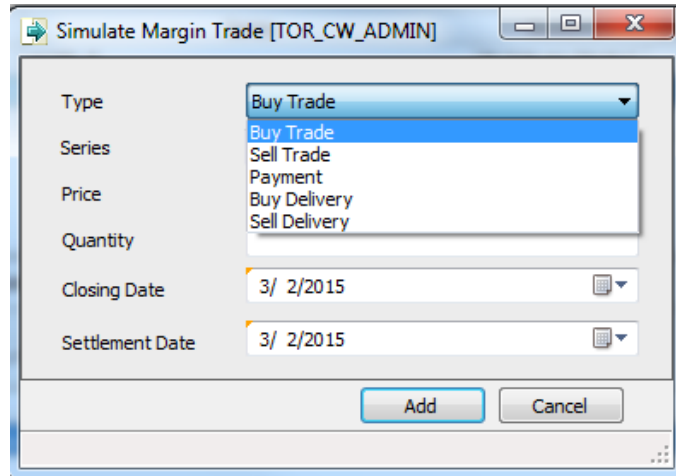 Simulate Margin Trade [TOR_CW_ADMIN]
Type
Buy Trade
Buy Trade
Sell Trade
Payment
Buy Delivery
Sell Delivery
Series
Price
Quantity
Closing Date
3/ 2/2015
Settlement Date
3/ 2/2015
Add
Cancel